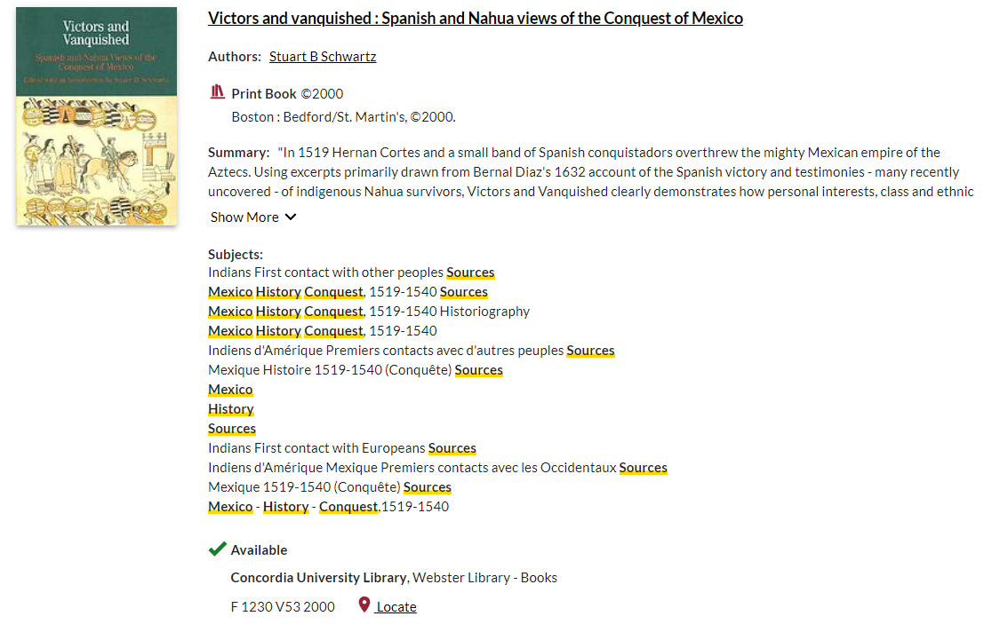 Victors and
Vanquished
Spanish and Nahua Views of the
Conquest of Mexico
Edited with an Introduction by Stuart B. Schwartz
Victors and vanquished : Spanish and Nahua views of the Conquest of Mexico
Authors: Stuart B Schwartz
Print Book ©2000
Boston : Bedford/St. Martin's, ©2000.
Summary: "In 1519 Hernan Cortes and a small band of Spanish conquistadors overthrew the mighty Mexican empire of the
Aztecs. Using excerpts primarily drawn from Bernal Diaz's 1632 account of the Spanish victory and testimonies - many recently
uncovered - of indigenous Nahua survivors, Victors and Vanquished clearly demonstrates how personal interests, class and ethnic
Show More
Subjects:
Indians First contact with other peoples Sources
Mexico History Conquest, 1519-1540 Sources
Mexico History Conquest, 1519-1540 Historiography
Mexico History Conquest, 1519-1540
Indiens d'Amérique Premiers contacts avec d'autres peuples Sources
Mexique Histoire 1519-1540 (Conquête) Sources
Mexico
History
Sources
Indians First contact with Europeans Sources
Indiens d'Amérique Mexique Premiers contacts avec les Occidentaux Sources
Mexique 1519-1540 (Conquête) Sources
Mexico - History - Conquest,1519-1540
Available
Concordia University Library, Webster Library - Books
F 1230 V53 2000 Locate